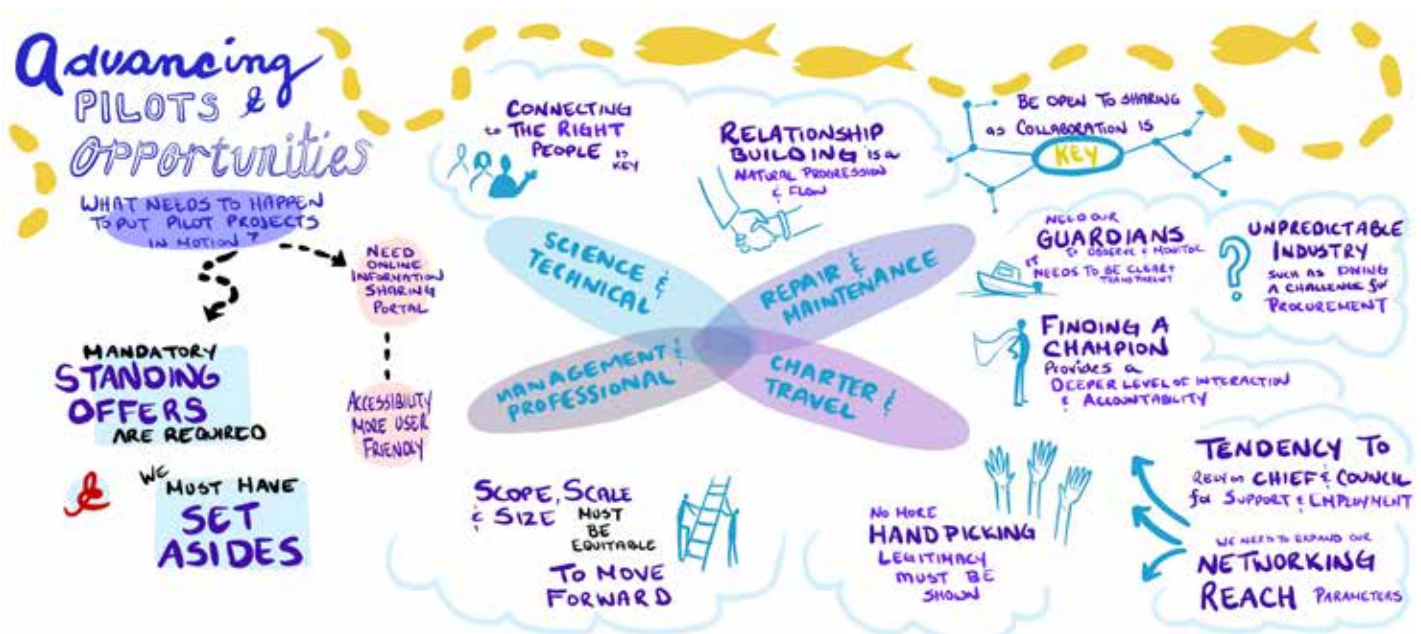 Advancing
PILOTS &
OPPORTUNITIES
WHAT NEEDS TO HAPPEN
TO PUT PILOT PROJECTS
IN MOTION?
NEED
ONLINE
INFORMATION
SHARING
PORTAL
ACCESSIBILITY
MORE USER
FRIENDLY
MANDATORY
STANDING
OFFERS
ARE REQUIRED
&
WE
MUST HAVE
SET
ASIDES
CONNECTING
to THE RIGHT
PEOPLE is
KEY
RELATIONSHIP
BUILDING is a
NATURAL PROGRESSION
& FLOW
BE OPEN TO SHARING
as COLLABORATION IS
KEY
SCIENCE &
TECHNICAL
REPAIR &
MAINTENANCE
MANAGEMENT &
PROFESSIONAL
CHARTER &
TRAVEL
NEED OUR
GUARDIANS
TO OBSERVE & MONITOR
IT
NEEDS TO BE CLEAR &
TRANSPARENT
UNPREDICTABLE
INDUSTRY
SUCH AS DIVING
A CHALLENGE for
PROCUREMENT
FINDING A
CHAMPION
Provides a
DEEPER LEVEL OF INTERACTION
& ACCOUNTABILITY
SCOPE, SCALE
& SIZE
MUST
BE
EQUITABLE
TO MOVE
FORWARD
NO MORE
HANDPICKING
LEGITIMACY
MUST BE
SHOWN
TENDENCY TO
RELY ON CHIEF & COUNCIL
for SUPPORT & EMPLOYMENT
WE NEED TO EXPAND OUR
NETWORKING
REACH PARAMETERS